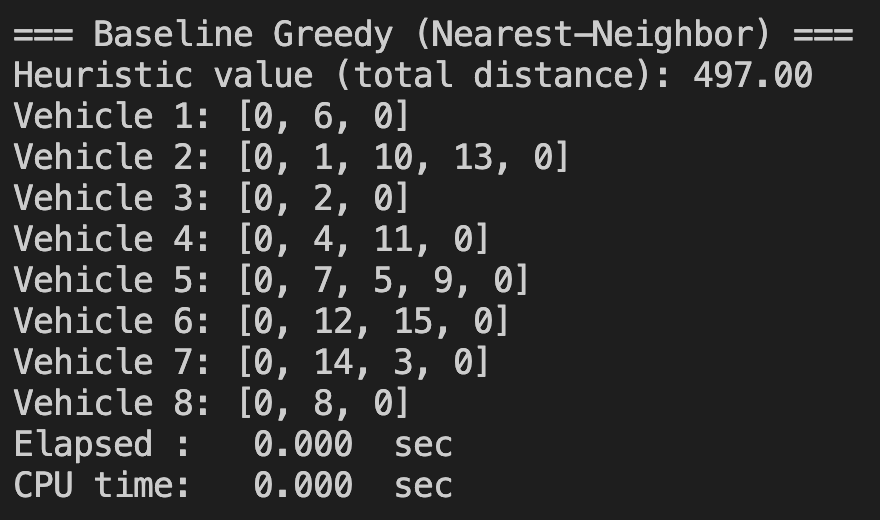 === Baseline Greedy (Nearest–Neighbor) ===
Heuristic value (total distance): 497.00
Vehicle 1: [0, 6, 0]
Vehicle 2: [0, 1, 10, 13, 0]
Vehicle 3: [0, 2, 0]
Vehicle 4: [0, 4, 11, 0]
Vehicle 5: [0, 7, 5, 9, 0]
Vehicle 6: [0, 12, 15, 0]
Vehicle 7: [0, 14, 3, 0]
Vehicle 8: [0, 8, 0]
Elapsed :   0.000  sec
CPU time:   0.000  sec